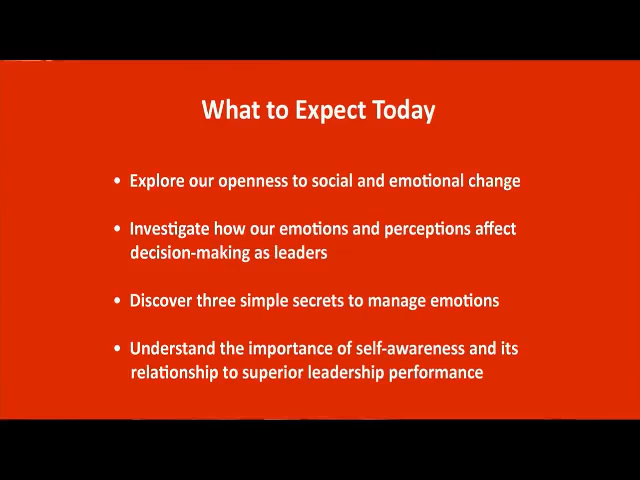 What to Expect Today
• Explore our openness to social and emotional change
• Investigate how our emotions and perceptions affect
decision-making as leaders
• Discover three simple secrets to manage emotions
• Understand the importance of self-awareness and its
relationship to superior leadership performance